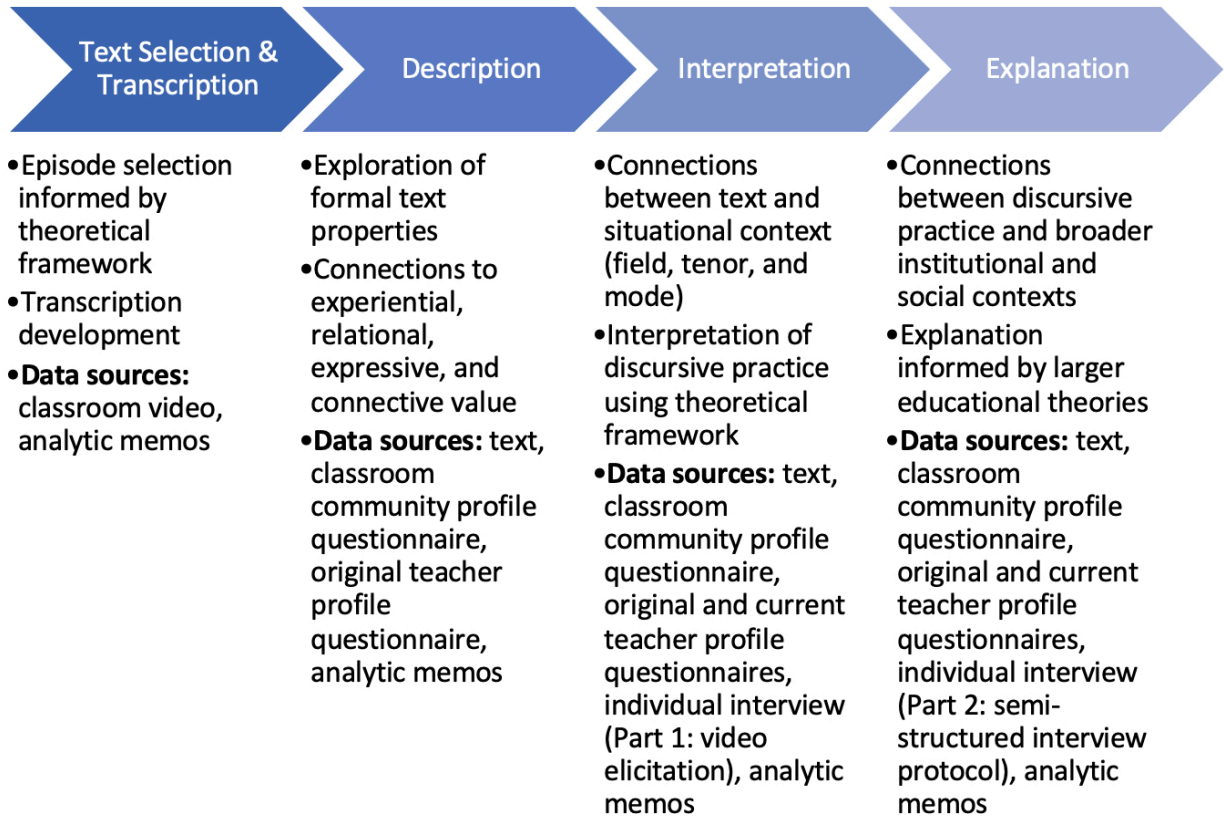 Text Selection &
Transcription
Description
Interpretation
Explanation
•Episode selection
informed by
theoretical
framework
•Transcription
development
•Data sources:
classroom video,
analytic memos
•Exploration of
formal text
properties
•Connections to
experiential,
relational,
expressive, and
connective value
•Data sources: text,
classroom
community profile
questionnaire,
original teacher
profile
questionnaire,
analytic memos
•Connections
between text and
situational context
(field, tenor, and
mode)
•Interpretation of
discursive practice
using theoretical
framework
•Data sources: text,
classroom
community profile
questionnaire,
original and current
teacher profile
questionnaires,
individual interview
(Part 1: video
elicitation), analytic
memos
•Connections
between discursive
practice and broader
institutional and
social contexts
•Explanation
informed by larger
educational theories
•Data sources: text,
classroom
community profile
questionnaire,
original and current
teacher profile
questionnaires,
individual interview
(Part 2: semi-
structured interview
protocol), analytic
memos